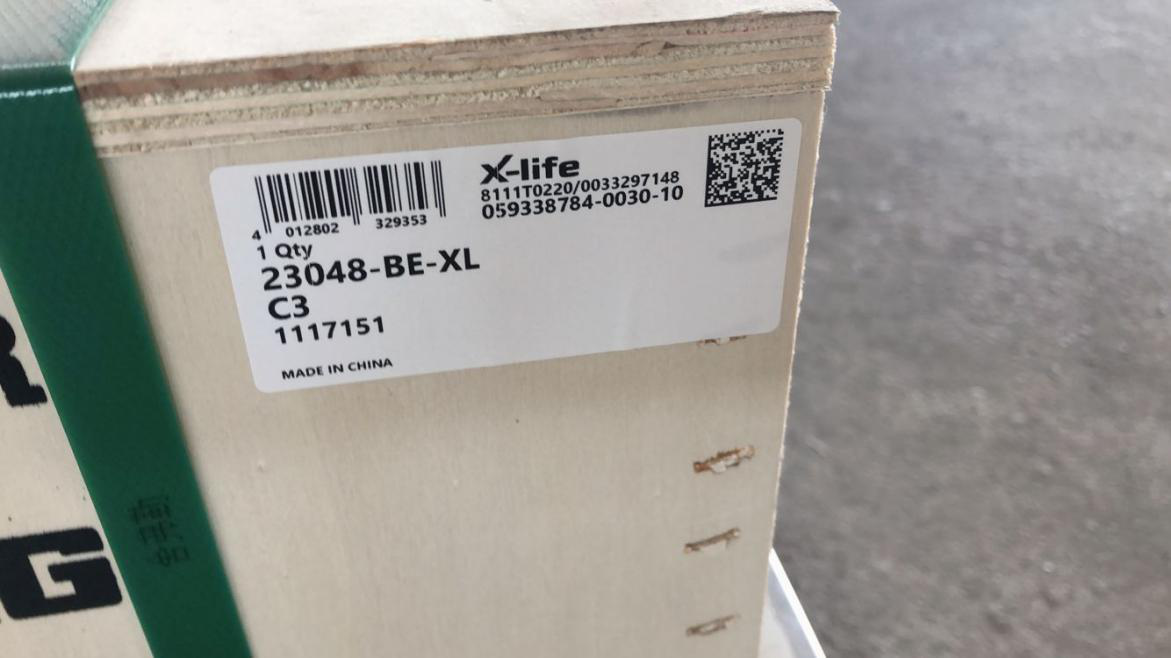 X-life
8111T0220/0033297148
059338784-0030-10
4 012802 329353
1 Qty
23048-BE-XL
C3
1117151
MADE IN CHINA
R
G